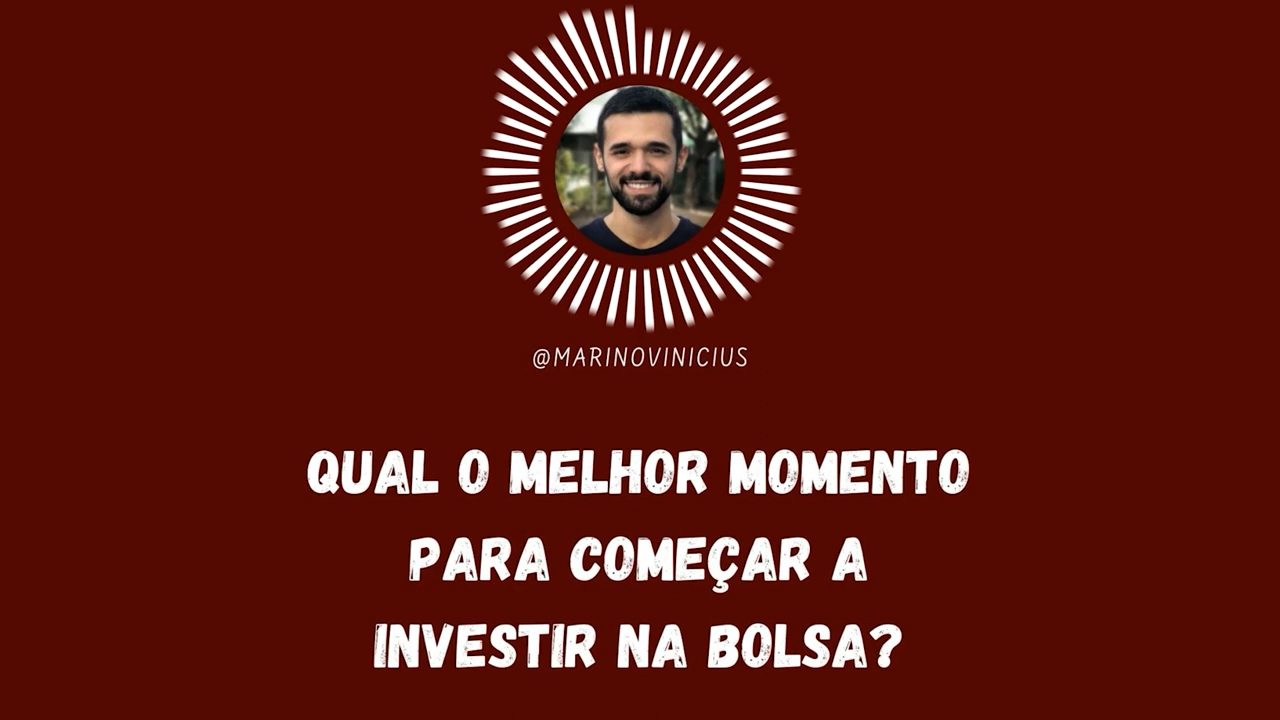 @MARINOVINICIUS
QUAL O MELHOR MOMENTO
PARA COMEÇAR A
INVESTIR NA BOLSA?